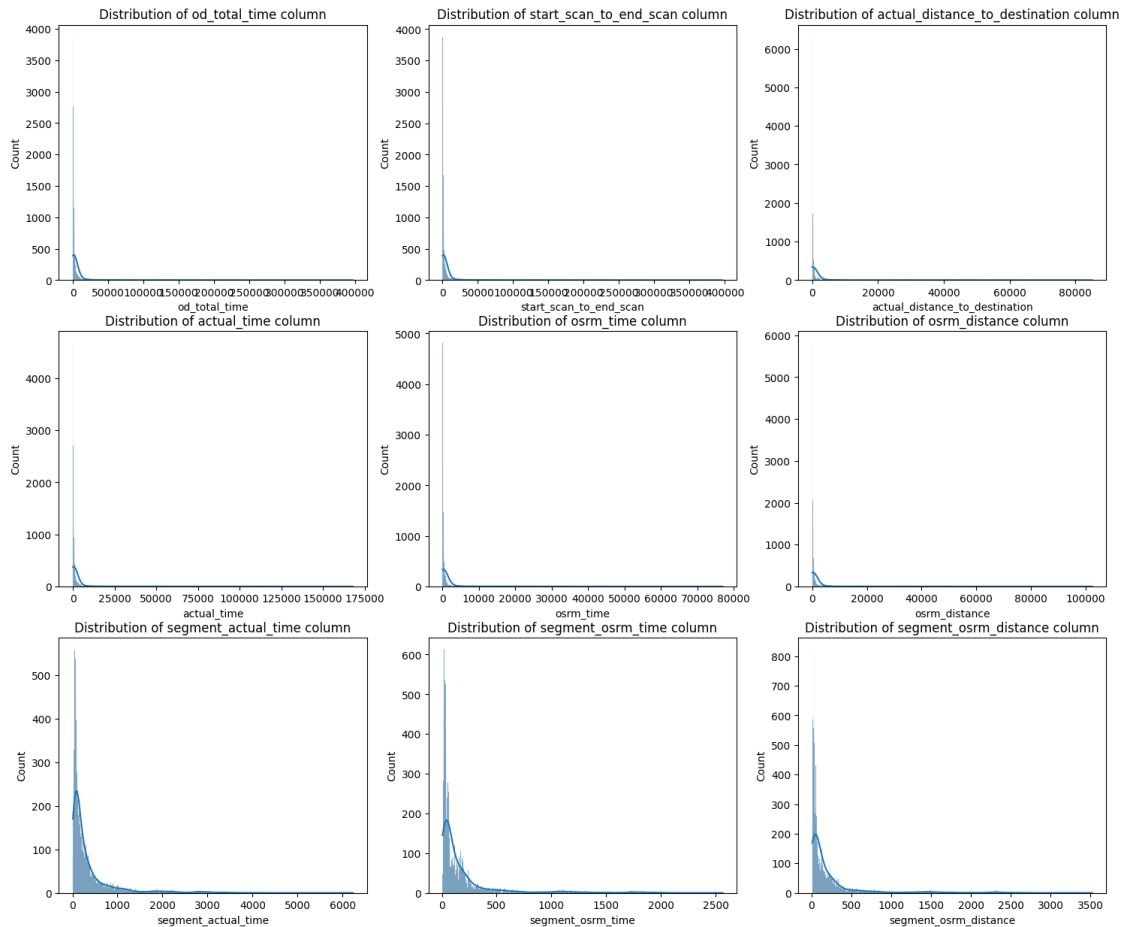 Distribution of od_total_time column
Count
4000
3500
3000
2500
2000
1500
1000
500
0
0 50000 100000 150000 200000 250000 300000 350000 400000
od_total_time
Distribution of start_scan_to_end_scan column
Count
4000
3500
3000
2500
2000
1500
1000
500
0
0 50000 100000 150000 200000 250000 300000 350000 400000
start_scan_to_end_scan
Distribution of actual_distance_to_destination column
Count
6000
5000
4000
3000
2000
1000
0
0 20000 40000 60000 80000
actual_distance_to_destination
Distribution of actual_time column
Count
4000
3000
2000
1000
0
0 25000 50000 75000 100000 125000 150000 175000
actual_time
Distribution of osrm_time column
Count
5000
4000
3000
2000
1000
0
0 10000 20000 30000 40000 50000 60000 70000 80000
osrm_time
Distribution of osrm_distance column
Count
6000
5000
4000
3000
2000
1000
0
0 20000 40000 60000 80000 100000
osrm_distance
Distribution of segment_actual_time column
Count
500
400
300
200
100
0
0 1000 2000 3000 4000 5000 6000
segment_actual_time
Distribution of segment_osrm_time column
Count
600
500
400
300
200
100
0
0 500 1000 1500 2000 2500
segment_osrm_time
Distribution of segment_osrm_distance column
Count
800
700
600
500
400
300
200
100
0
0 500 1000 1500 2000 2500 3000 3500
segment_osrm_distance